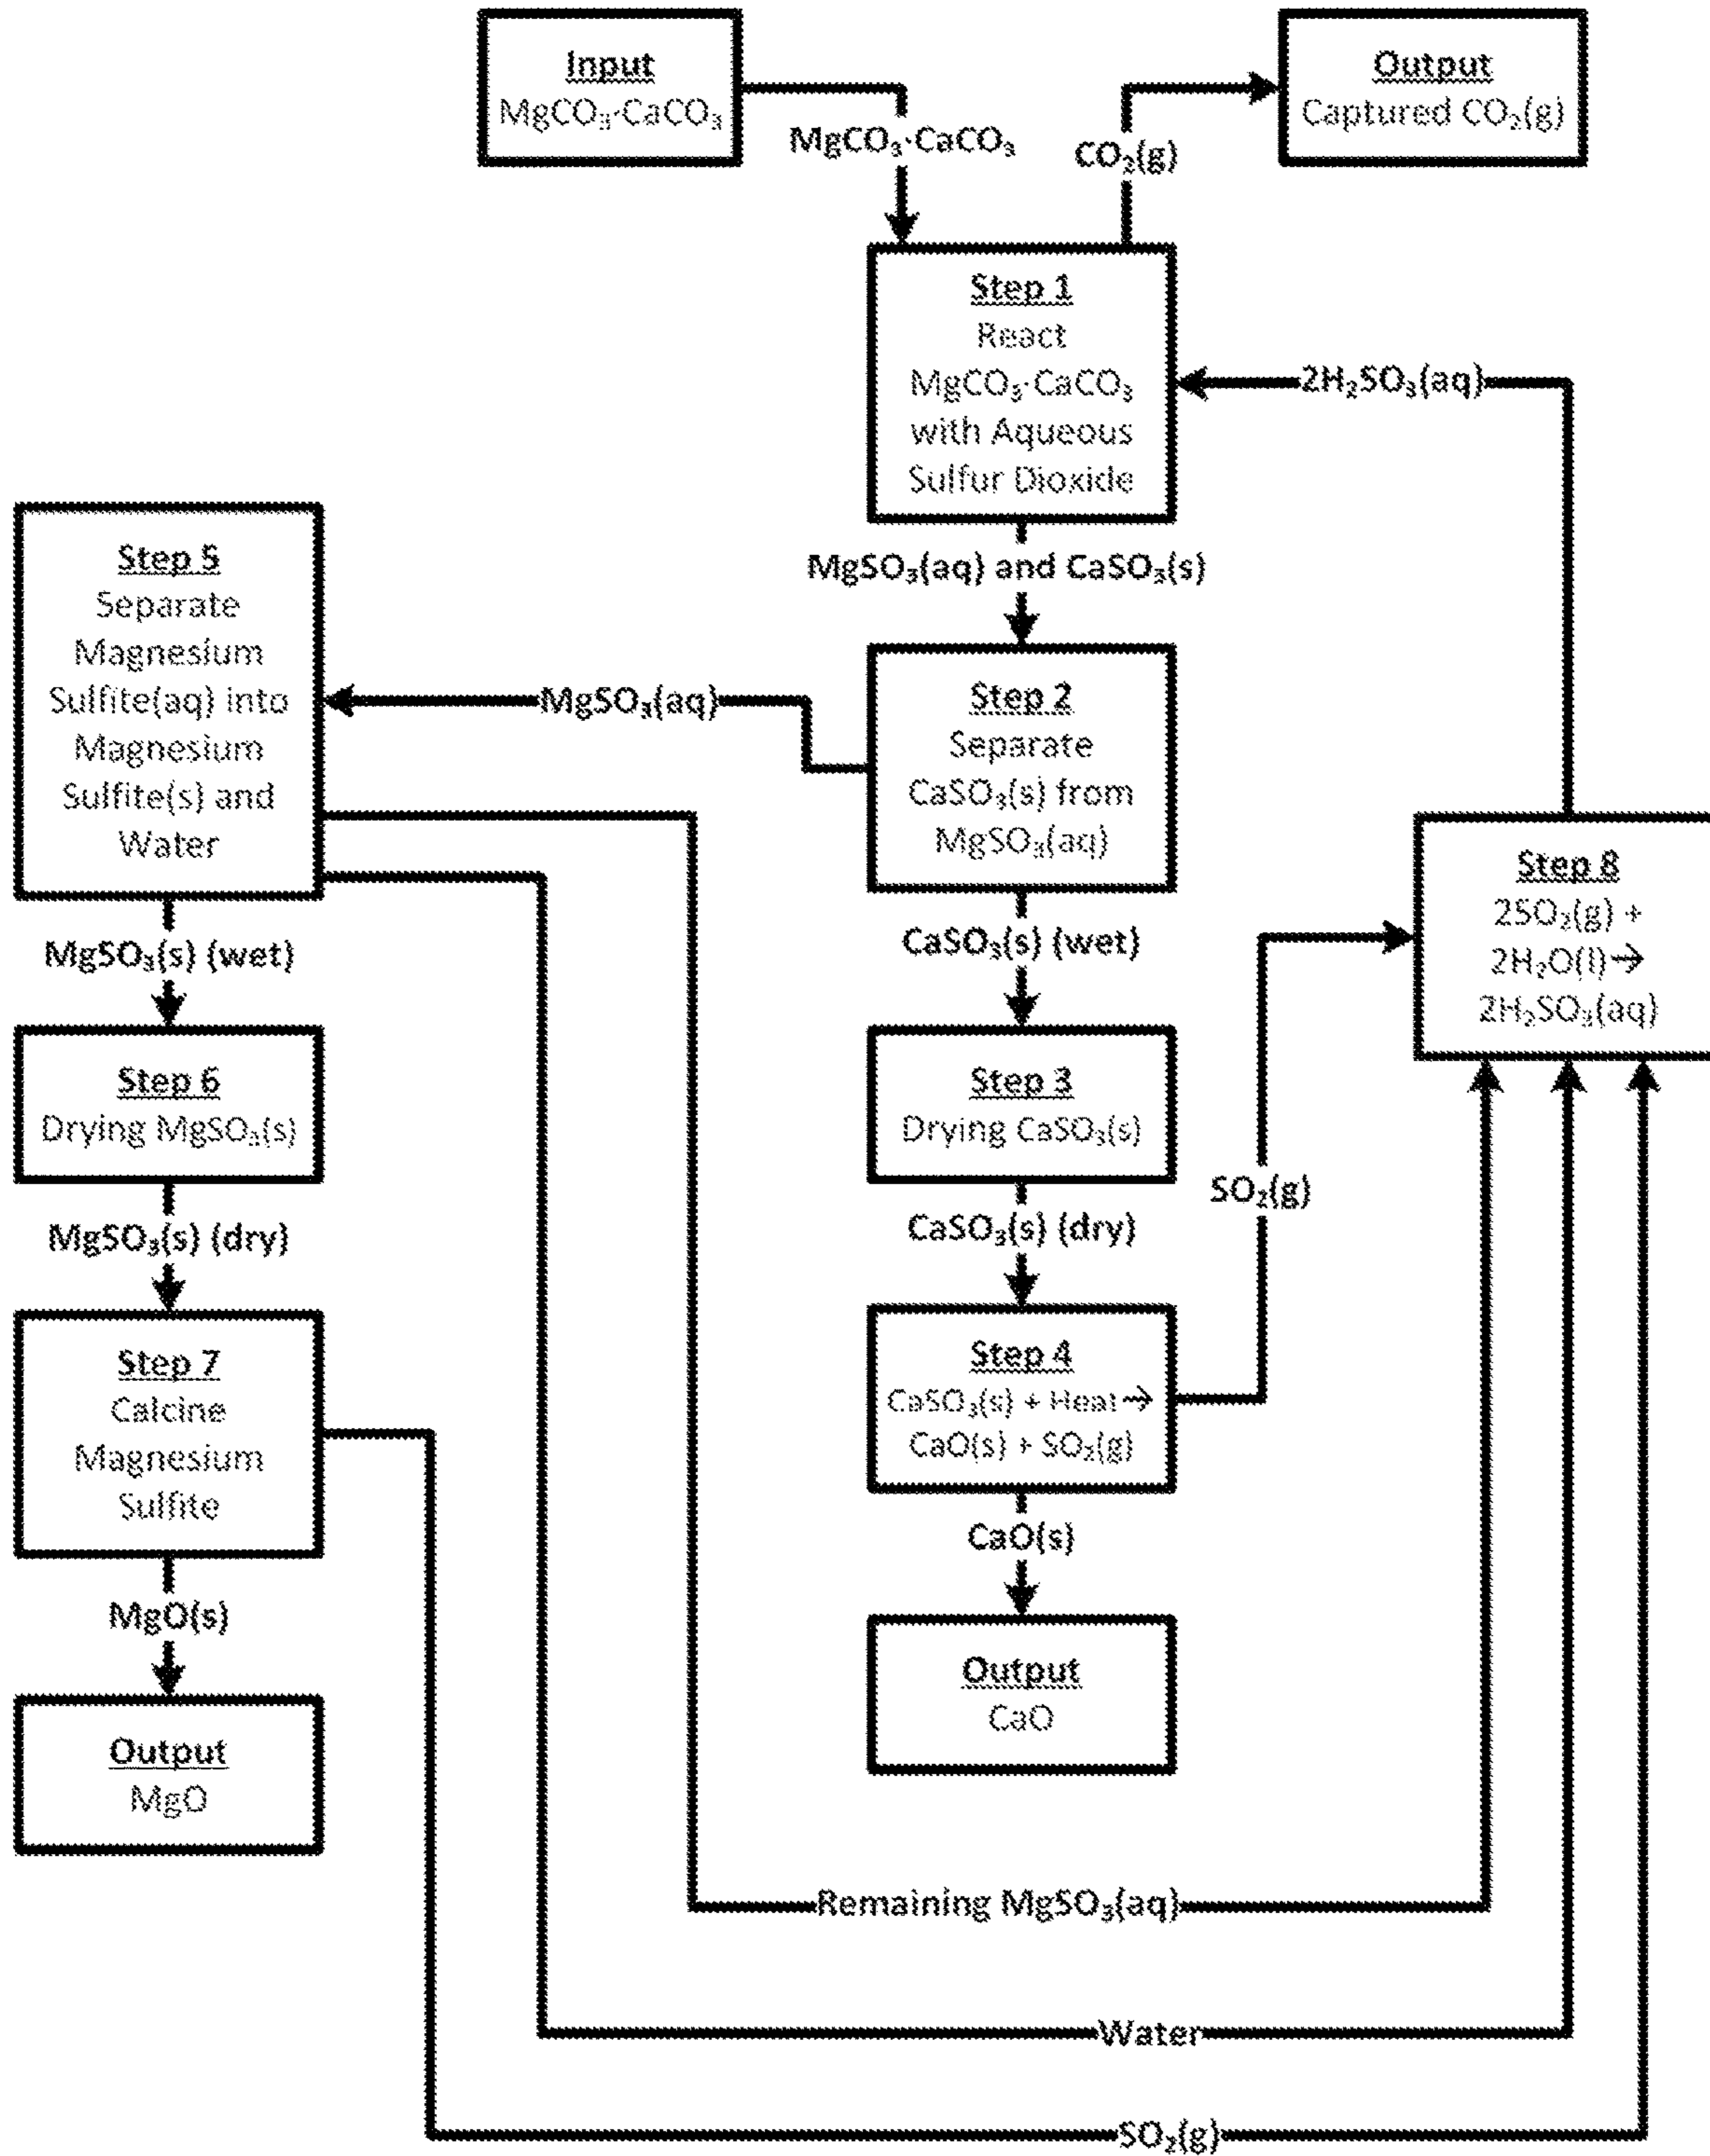 Input
MgCO₃·CaCO₃
Output
Captured CO₂(g)
MgCO₃·CaCO₃
CO₂(g)
Step 1
React
MgCO₃·CaCO₃
with Aqueous
Sulfur Dioxide
2H₂SO₃(aq)
MgSO₃(aq) and CaSO₃(s)
Step 5
Separate
Magnesium
Sulfite(aq) into
Magnesium
Sulfite(s) and
Water
MgSO₃(aq)
Step 2
Separate
CaSO₃(s) from
MgSO₃(aq)
Step 8
2SO₂(g) +
2H₂O(l)→
2H₂SO₃(aq)
MgSO₃(s) (wet)
CaSO₃(s) (wet)
Step 6
Drying MgSO₃(s)
Step 3
Drying CaSO₃(s)
SO₂(g)
MgSO₃(s) (dry)
CaSO₃(s) (dry)
Step 7
Calcine
Magnesium
Sulfite
Step 4
CaSO₃(s) + Heat→
CaO(s) + SO₂(g)
CaO(s)
MgO(s)
Output
CaO
Output
MgO
Remaining MgSO₃(aq)
Water
SO₂(g)